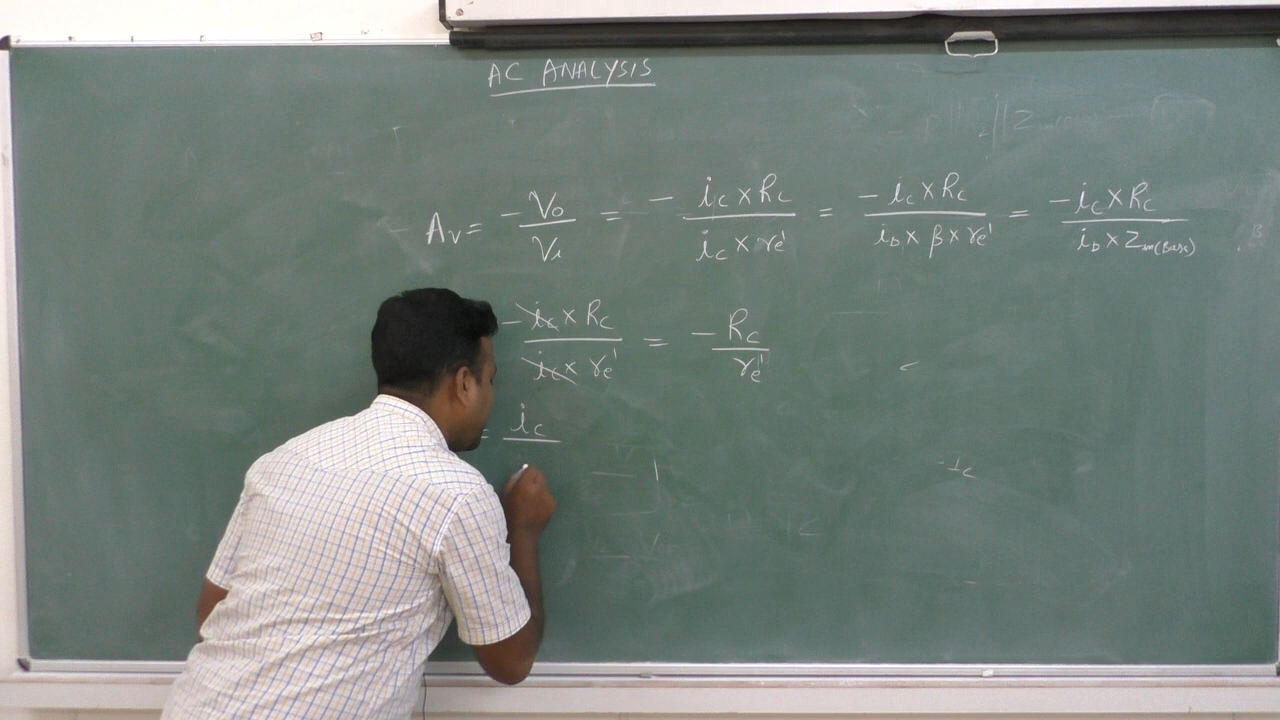 AC ANALYSIS
Av = -Vo/Vi = - ic x Rc / ic x re' = -ic x Rc / ib x β x re' = -ic x Rc / ib x Zin(Base)
-ic x Rc / ic x re' = -Rc / re'
= ic